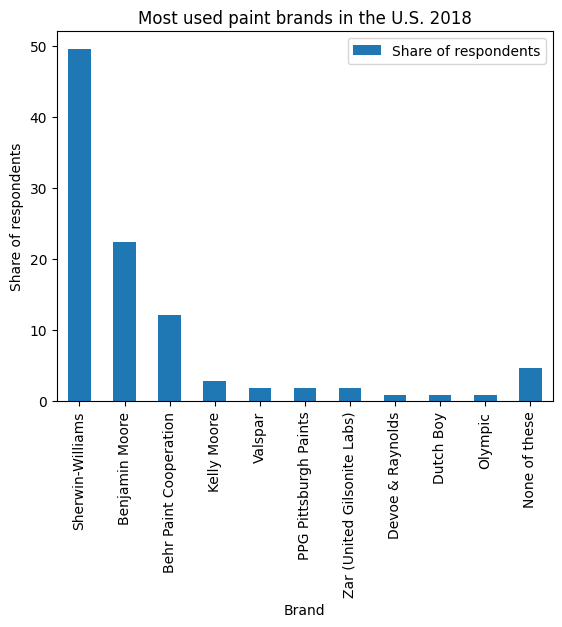 Most used paint brands in the U.S. 2018
Share of respondents
Share of respondents
50
40
30
20
10
0
Sherwin-Williams
Benjamin Moore
Behr Paint Cooperation
Kelly Moore
Valspar
PPG Pittsburgh Paints
Zar (United Gilsonite Labs)
Devoe & Raynolds
Dutch Boy
Olympic
None of these
Brand